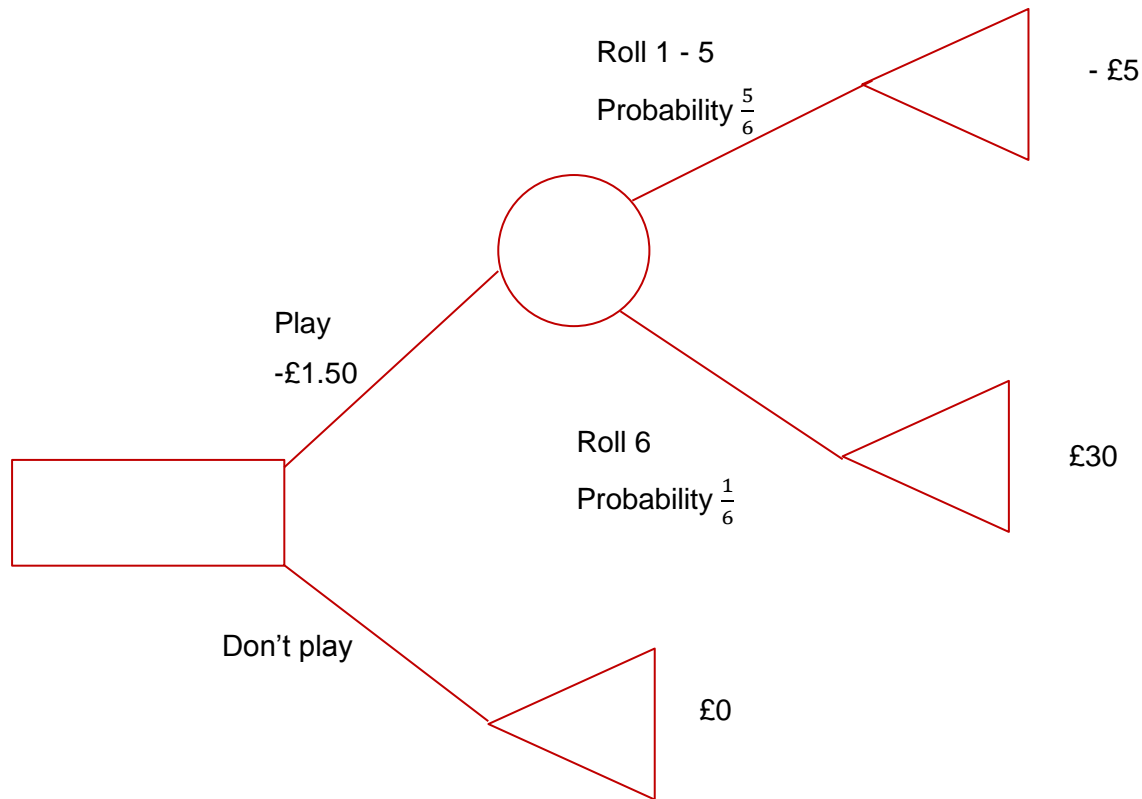 Roll 1 - 5
Probability 5/6
- £5
Play
-£1.50
Roll 6
Probability 1/6
£30
Don’t play
£0